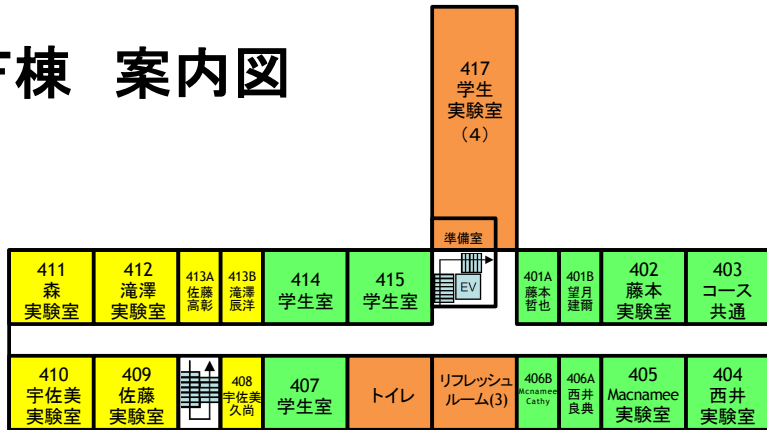 F棟 案内図
417
学生
実験室
(4)
準備室
EV
411
森
実験室
412
滝澤
実験室
413A
佐藤
高彰
413B
滝澤
辰洋
414
学生室
415
学生室
401A
藤本
哲也
401B
望月
建爾
402
藤本
実験室
403
コース
共通
410
宇佐美
実験室
409
佐藤
実験室
408
宇佐美
久尚
407
学生室
トイレ
リフレッシュ
ルーム(3)
406B
Mcnamee
Cathy
406A
西井
良典
405
Macnamee
実験室
404
西井
実験室